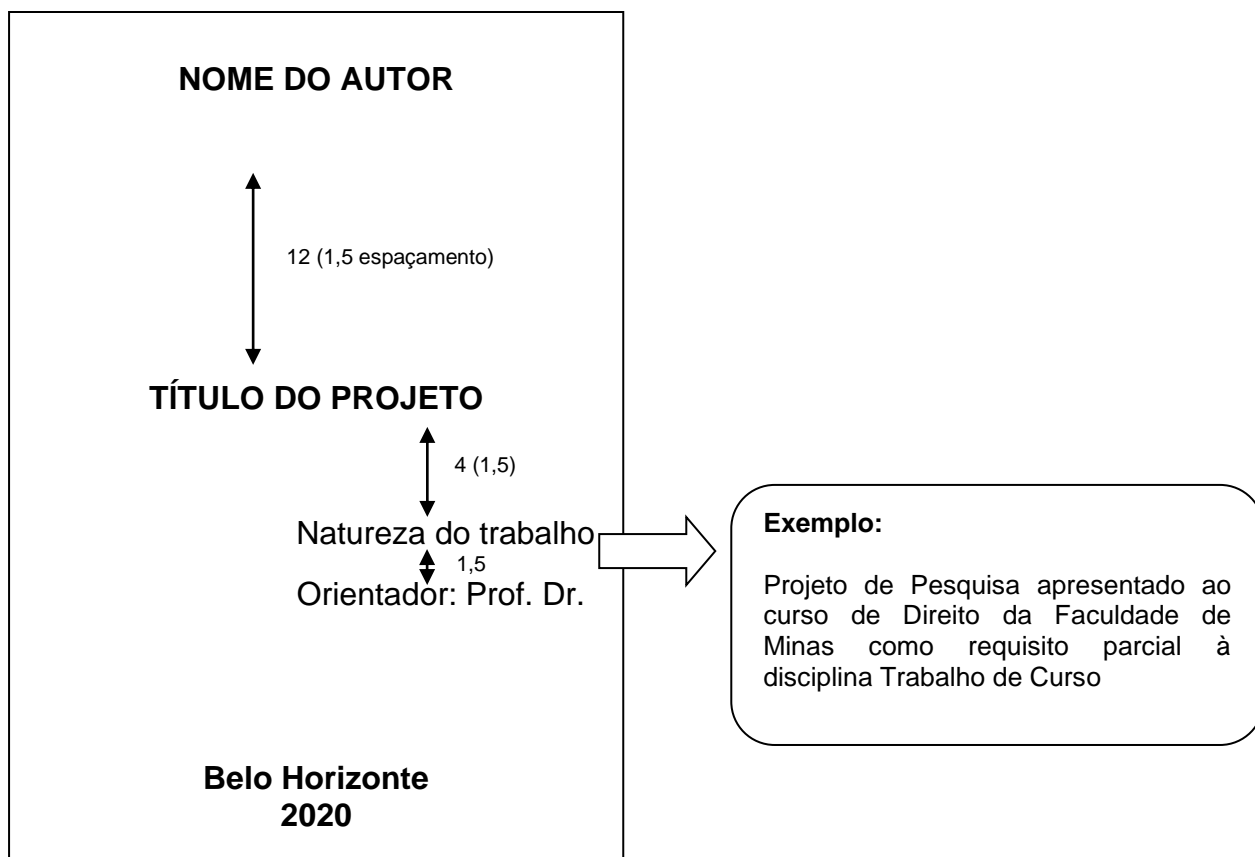 NOME DO AUTOR
12 (1,5 espaçamento)
TÍTULO DO PROJETO
4 (1,5)
Natureza do trabalho
1,5
Orientador: Prof. Dr.
Belo Horizonte
2020
Exemplo:
Projeto de Pesquisa apresentado ao
curso de Direito da Faculdade de
Minas como requisito parcial à
disciplina Trabalho de Curso